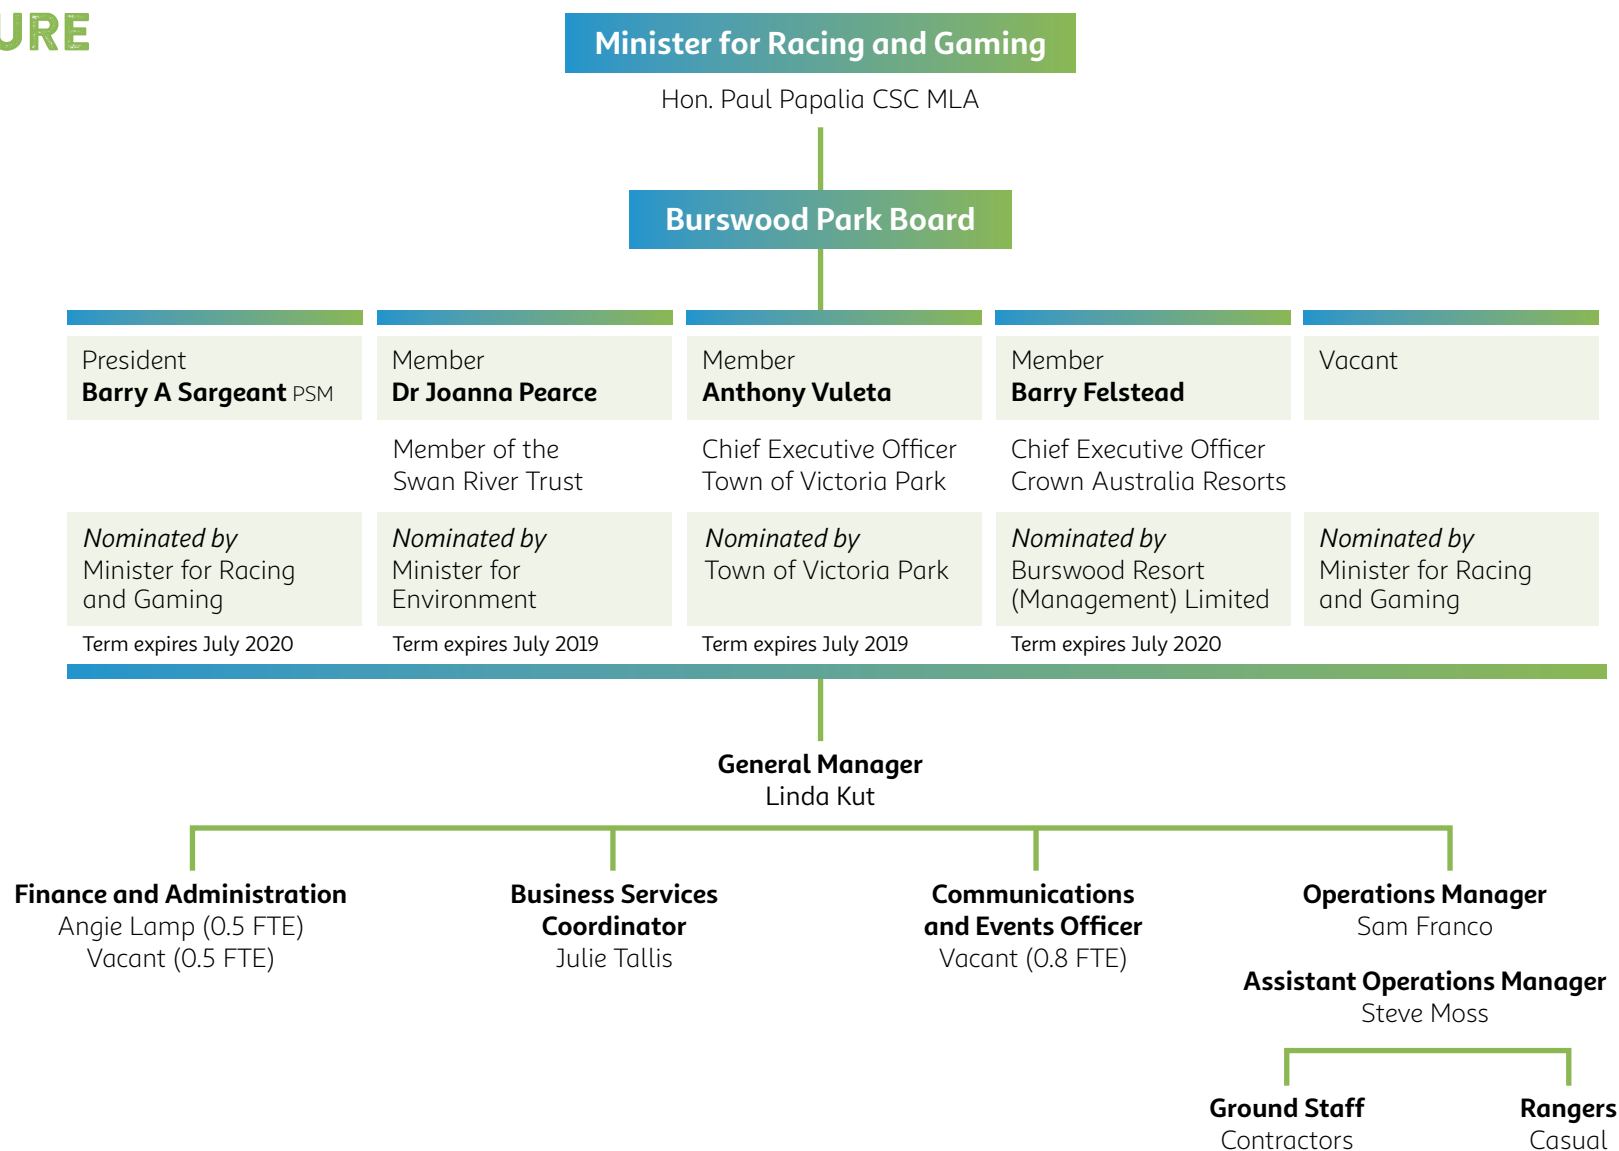 URE
Minister for Racing and Gaming
Hon. Paul Papalia CSC MLA
Burswood Park Board
President
Barry A Sargeant PSM
Nominated by
Minister for Racing
and Gaming
Term expires July 2020
Member
Dr Joanna Pearce
Member of the
Swan River Trust
Nominated by
Minister for
Environment
Term expires July 2019
Member
Anthony Vuleta
Chief Executive Officer
Town of Victoria Park
Nominated by
Town of Victoria Park
Term expires July 2019
Member
Barry Felstead
Chief Executive Officer
Crown Australia Resorts
Nominated by
Burswood Resort
(Management) Limited
Term expires July 2020
Vacant
Nominated by
Minister for Racing
and Gaming
General Manager
Linda Kut
Finance and Administration
Angie Lamp (0.5 FTE)
Vacant (0.5 FTE)
Business Services
Coordinator
Julie Tallis
Communications
and Events Officer
Vacant (0.8 FTE)
Operations Manager
Sam Franco
Assistant Operations Manager
Steve Moss
Ground Staff
Contractors
Rangers
Casual